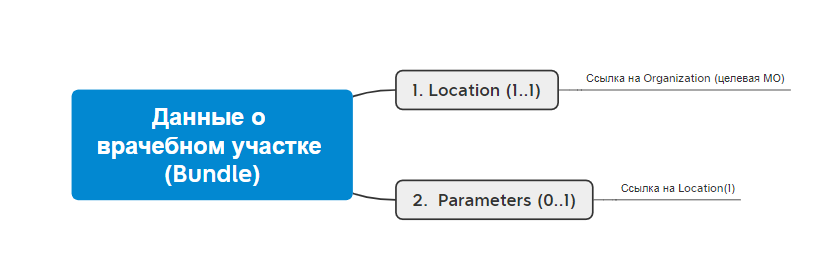 Данные о
врачебном участке
(Bundle)
1. Location (1..1)
Ссылка на Organization (целевая МО)
2. Parameters (0..1)
Ссылка на Location(1)